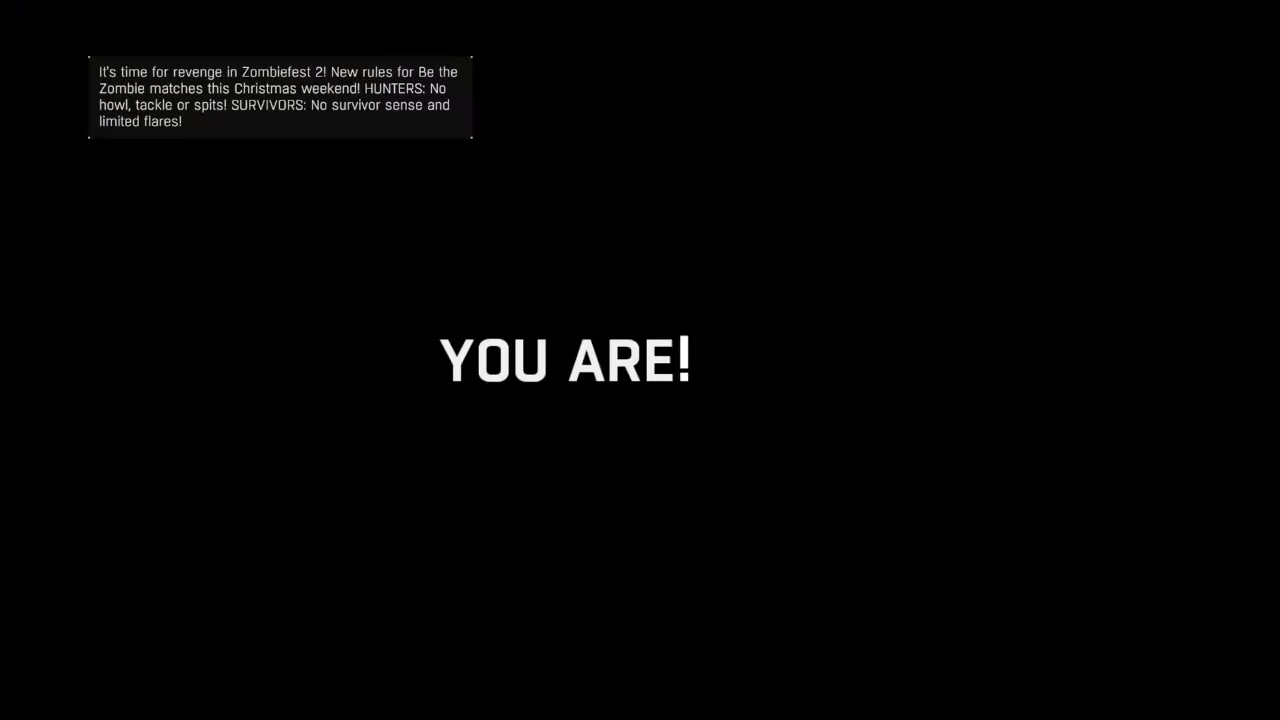 It's time for revenge in Zombiefest 2! New rules for Be the
Zombie matches this Christmas weekend! HUNTERS: No
howl, tackle or spits! SURVIVORS: No survivor sense and
limited flares!
YOU ARE!